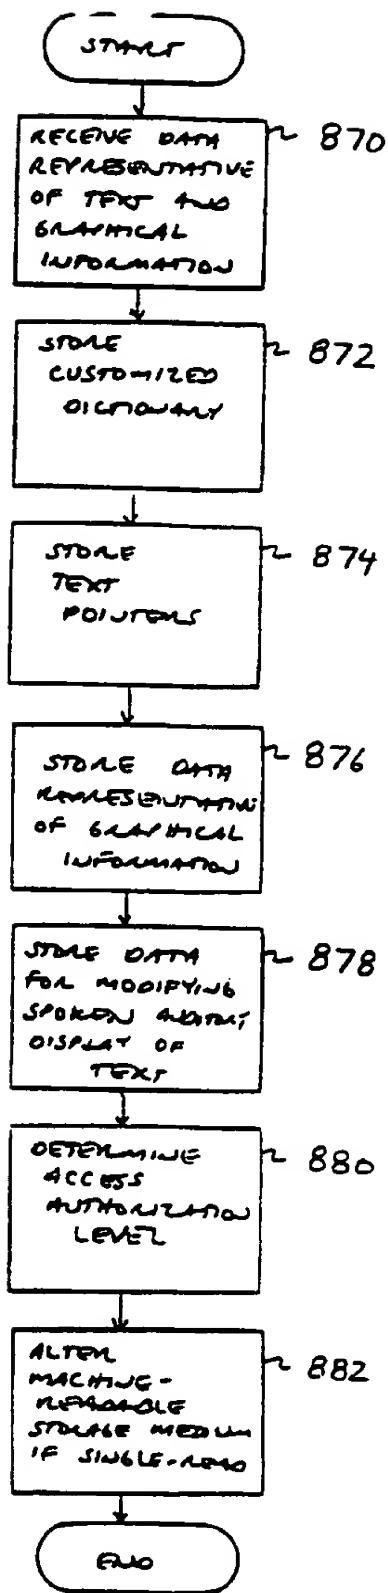 START
RECEIVE DATA
REPRESENTATIVE
OF TEXT AND
GRAPHICAL
INFORMATION
870
STORE
CUSTOMIZED
DICTIONARY
872
STORE
TEXT
POINTERS
874
STORE DATA
REPRESENTATIVE
OF GRAPHICAL
INFORMATION
876
STORE DATA
FOR MODIFYING
SPOKEN AUDITORY
DISPLAY OF
TEXT
878
DETERMINE
ACCESS
AUTHORIZATION
LEVEL
880
ALTER
MACHINE-
READABLE
STORAGE MEDIUM
IF SINGLE-READ
882
END